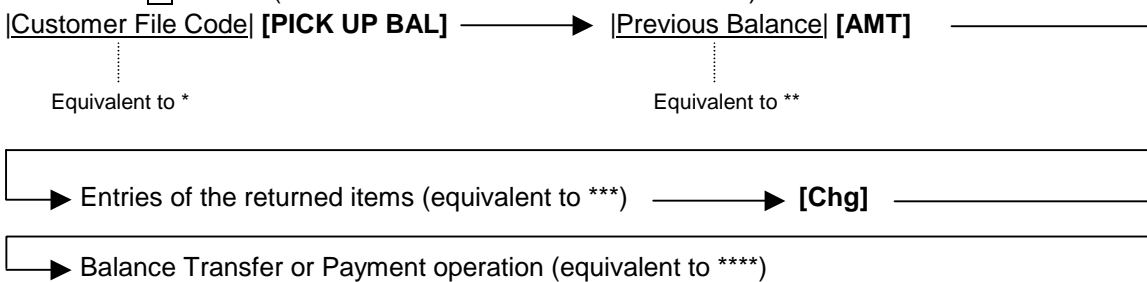 |Customer File Code| [PICK UP BAL] |Previous Balance| [AMT]
Equivalent to * Equivalent to **
Entries of the returned items (equivalent to ***) [Chg]
Balance Transfer or Payment operation (equivalent to ****)